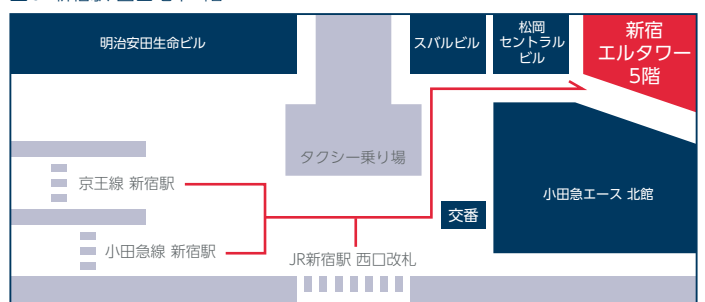 明治安田生命ビル
スバルビル
松岡
セントラル
ビル
新宿
エルタワー
5階
タクシー乗り場
京王線 新宿駅
小田急エース 北館
交番
小田急線 新宿駅
JR新宿駅 西口改札